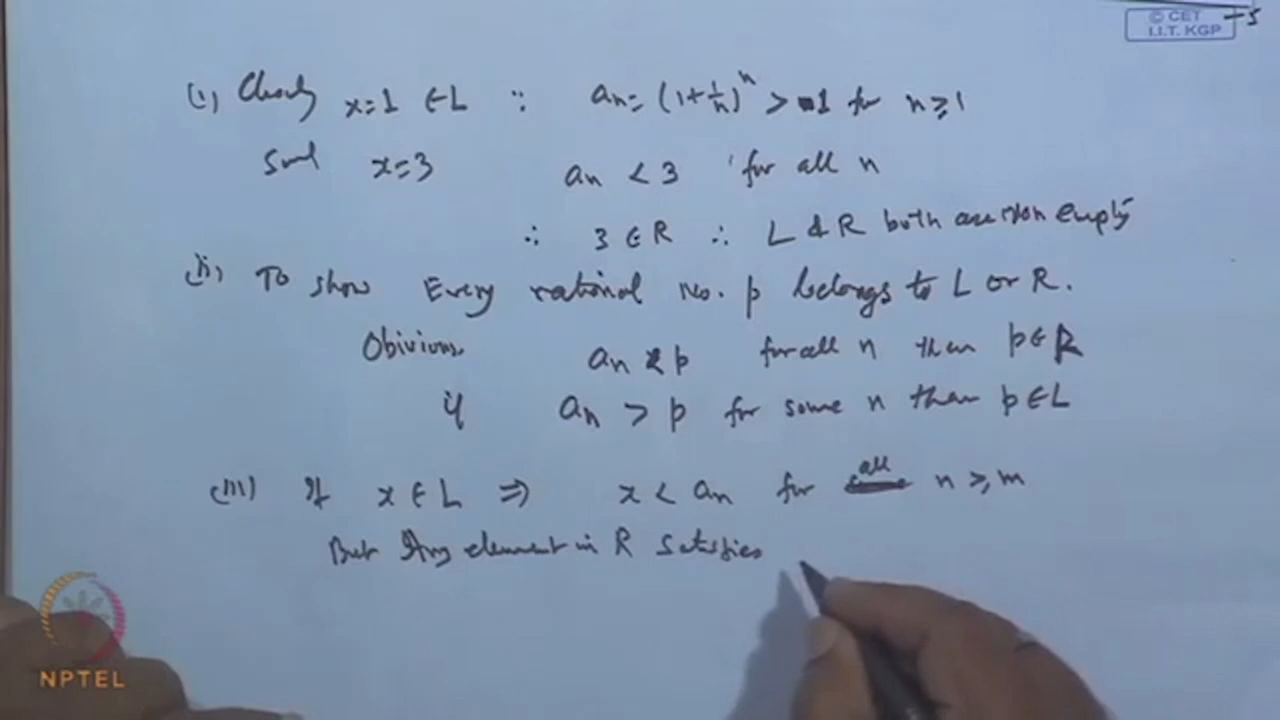 © CET
I.I.T. KGP
(i) Clearly x=1 ∈ L ∵ an = (1+1/n)^n > 1 for n ≥ 1
x=3 an < 3 for all n
∴ 3 ∈ R ∴ L & R both are non empty
(ii) To show Every rational No. p belongs to L or R.
an < p for all n then p ∈ R
if an > p for some n then p ∈ L
(iii) If x ∈ L ⇒ x < an for all n ≥ m
But Any element in R Satisfies
NPTEL